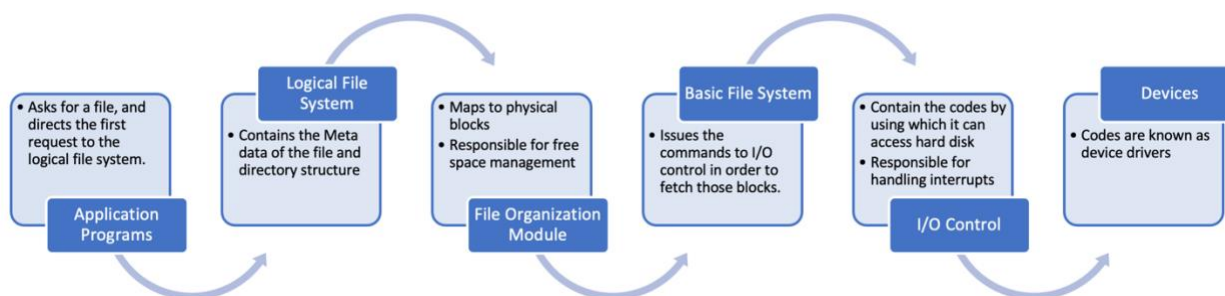 • Asks for a file, and
directs the first
request to the
logical file system.
Application
Programs
Logical File
System
• Contains the Meta
data of the file and
directory structure
• Maps to physical
blocks
• Responsible for free
space management
File Organization
Module
Basic File System
• Issues the
commands to I/O
control in order to
fetch those blocks.
• Contain the codes by
using which it can
access hard disk
• Responsible for
handling interrupts
I/O Control
Devices
• Codes are known as
device drivers